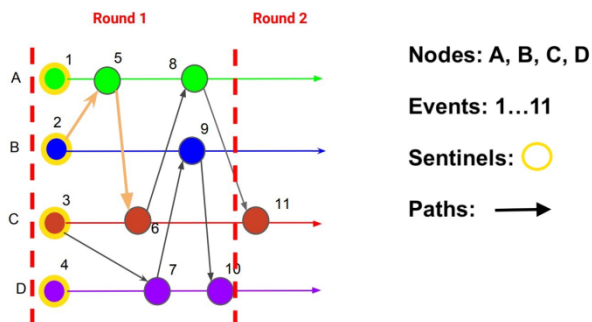 Round 1
Round 2
1
5
8
A
Nodes: A, B, C, D
2
9
B
Events: 1...11
Sentinels:
3
11
C
6
Paths:
4
7
10
D